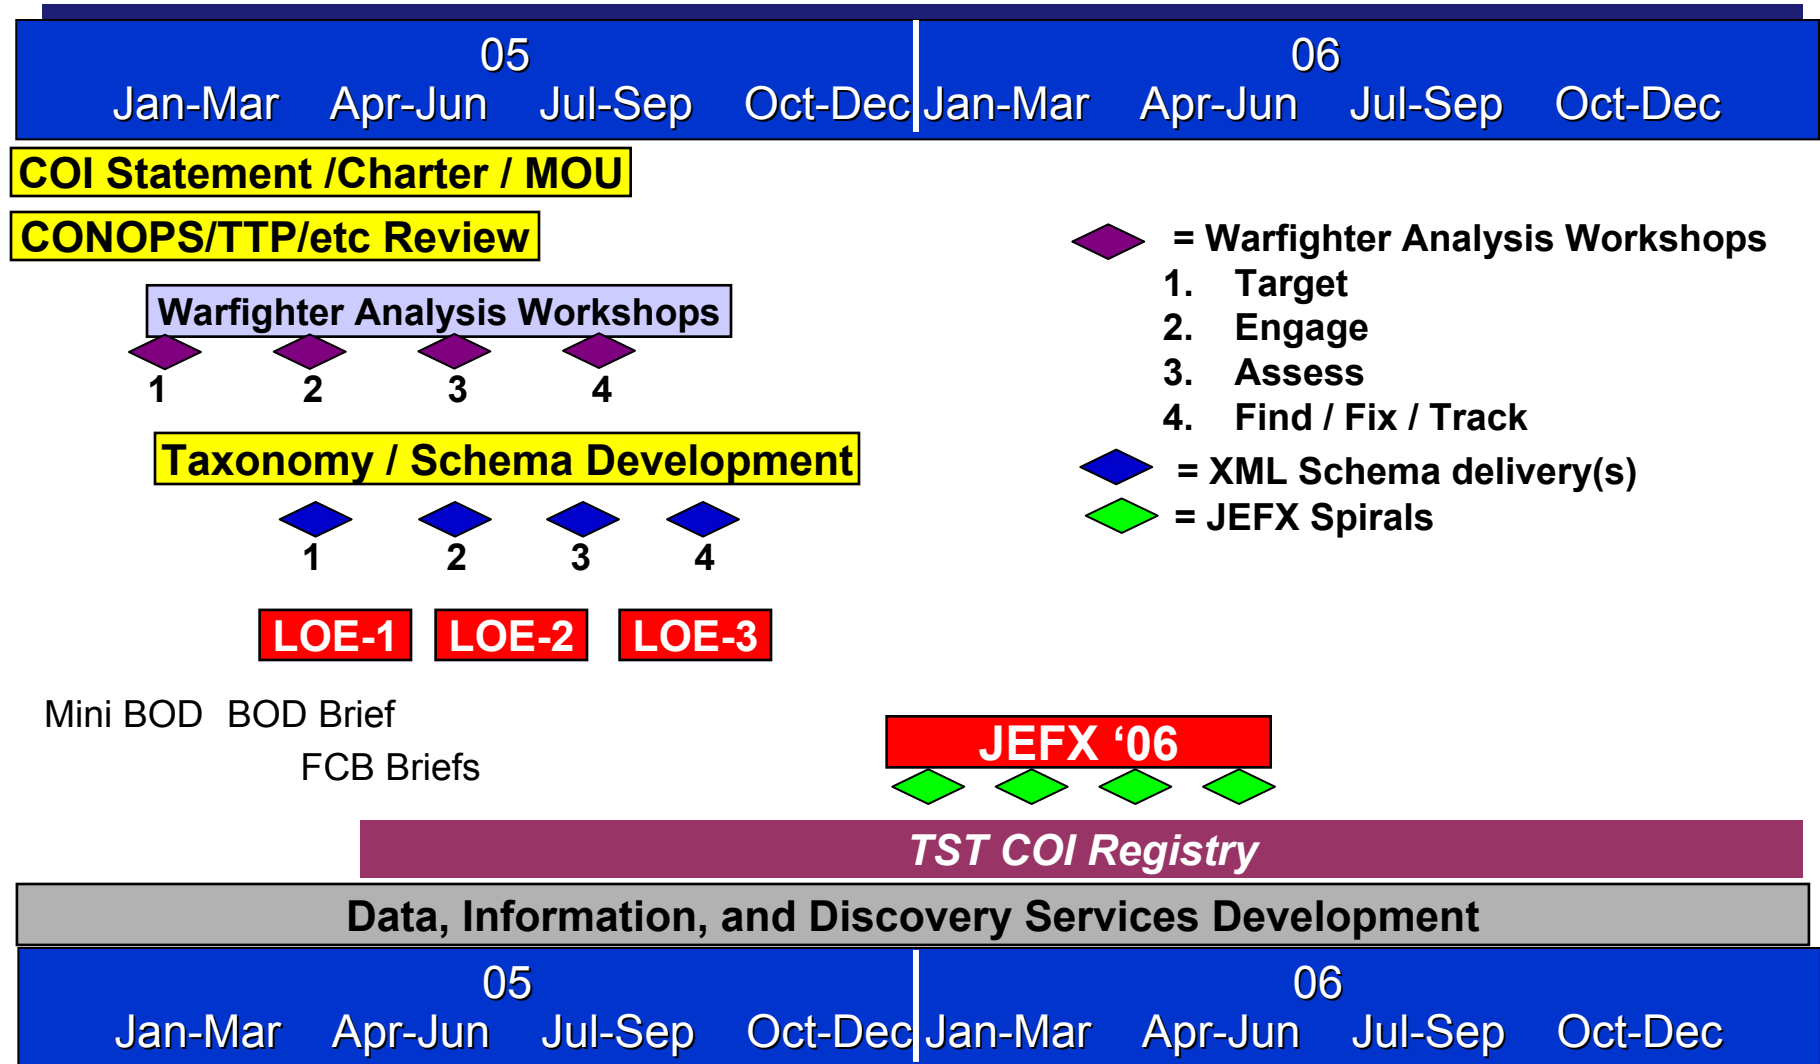 05
06
Jan-Mar Apr-Jun Jul-Sep Oct-Dec Jan-Mar Apr-Jun Jul-Sep Oct-Dec
COI Statement /Charter / MOU
CONOPS/TTP/etc Review
Warfighter Analysis Workshops
1 2 3 4
Taxonomy / Schema Development
1 2 3 4
LOE-1 LOE-2 LOE-3
= Warfighter Analysis Workshops
1. Target
2. Engage
3. Assess
4. Find / Fix / Track
= XML Schema delivery(s)
= JEFX Spirals
Mini BOD BOD Brief
FCB Briefs
JEFX ‘06
TST COI Registry
Data, Information, and Discovery Services Development
05
06
Jan-Mar Apr-Jun Jul-Sep Oct-Dec Jan-Mar Apr-Jun Jul-Sep Oct-Dec